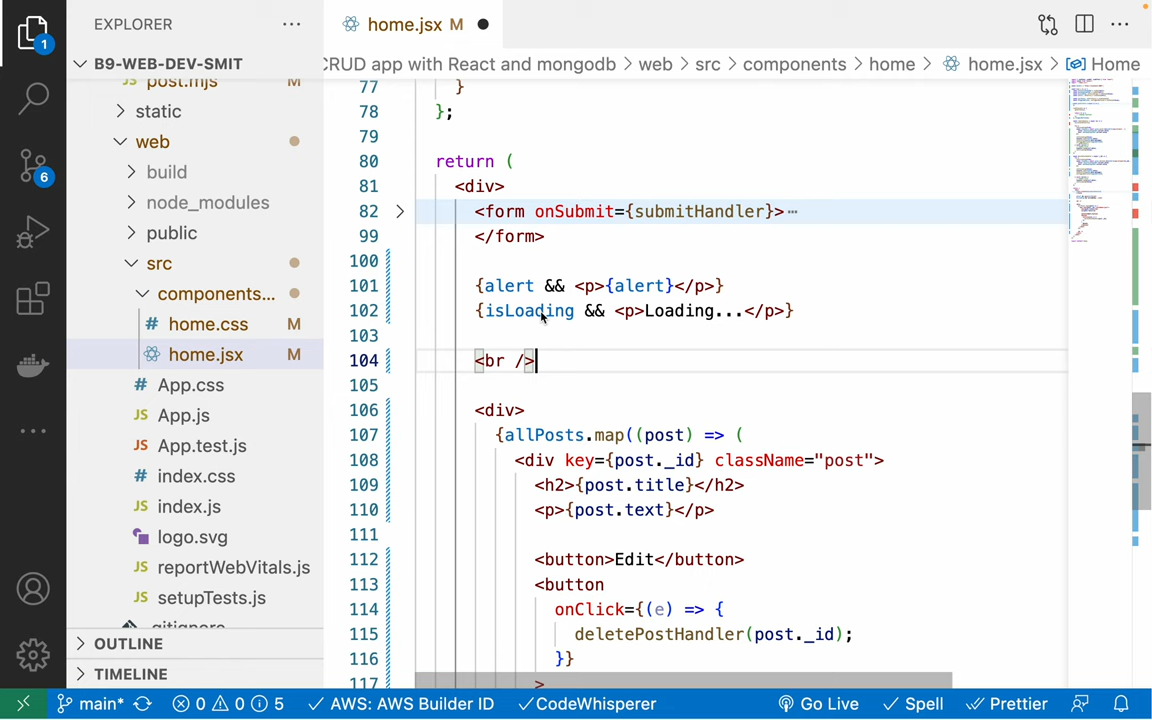 EXPLORER
home.jsx M
B9-WEB-DEV-SMIT
CRUD app with React and mongodb > web > src > components > home > home.jsx > Home
post.mjs M
static
web
build
node_modules
public
src
components...
home.css M
home.jsx M
App.css
App.js
App.test.js
index.css
index.js
logo.svg
reportWebVitals.js
setupTests.js
.gitignore
OUTLINE
TIMELINE
77 }
78 };
79
80 return (
81 <div>
82 <form onSubmit={submitHandler}>⋯
99 </form>
100
101 {alert && <p>{alert}</p>}
102 {isLoading && <p>Loading...</p>}
103
104 <br />
105
106 <div>
107 {allPosts.map((post) => (
108 <div key={post._id} className="post">
109 <h2>{post.title}</h2>
110 <p>{post.text}</p>
111
112 <button>Edit</button>
113 <button
114 onClick={(e) => {
115 deletePostHandler(post._id);
116 }}
117 >
1
6
main* 0 0 5 AWS: AWS Builder ID CodeWhisperer Go Live Spell Prettier